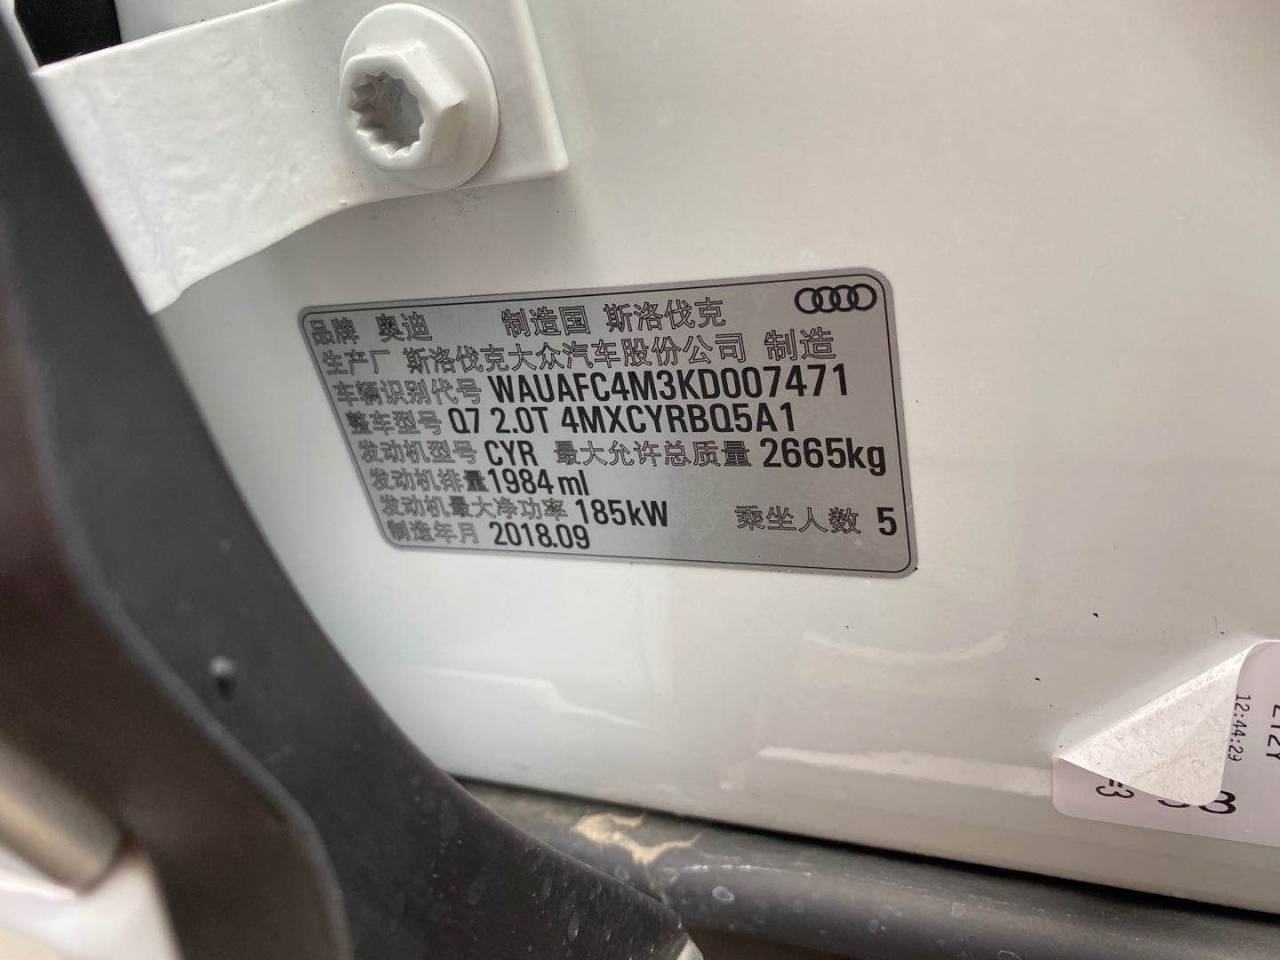 品牌 奥迪 制造国 斯洛伐克
生产厂 斯洛伐克大众汽车股份公司 制造
车辆识别代号 WAUAFC4M3KD007471
整车型号 Q7 2.0T 4MXCYRBQ5A1
发动机型号 CYR 最大允许总质量 2665kg
发动机排量 1984 ml
发动机最大净功率 185kW 乘坐人数 5
制造年月 2018.09
12:44:29